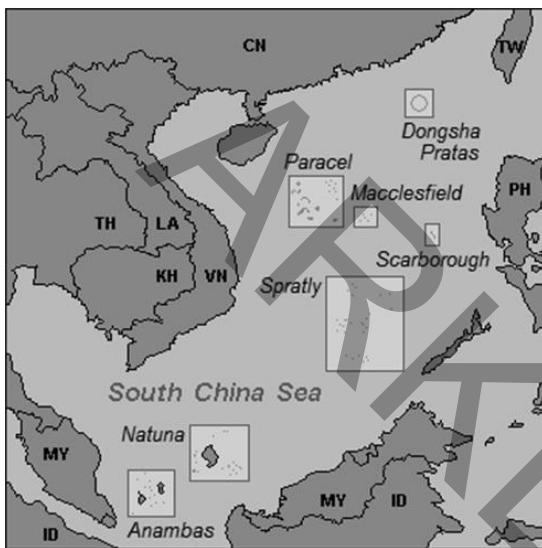 CN
TW
Dongsha
Pratas
Paracel
Macclesfield
PH
TH
LA
Scarborough
KH
VN
Spratly
South China Sea
Natuna
MY
MY
ID
Anambas
ID